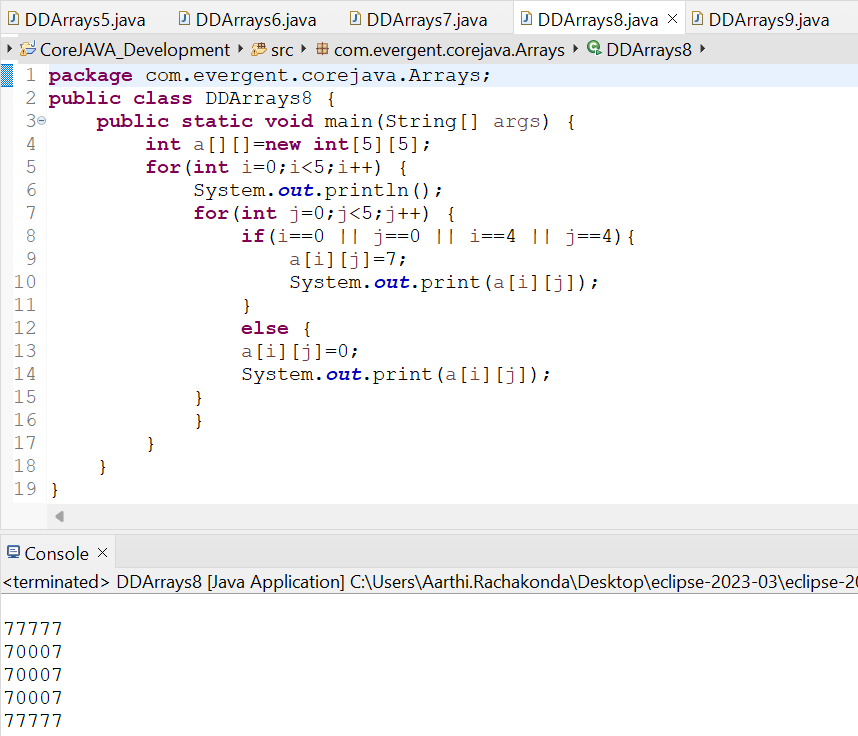 DDArrays5.java DDArrays6.java DDArrays7.java DDArrays8.java DDArrays9.java
CoreJAVA_Development src com.evergent.corejava.Arrays DDArrays8
1 package com.evergent.corejava.Arrays;
2 public class DDArrays8 {
3 public static void main(String[] args) {
4 int a[][]=new int[5][5];
5 for(int i=0;i<5;i++) {
6 System.out.println();
7 for(int j=0;j<5;j++) {
8 if(i==0 || j==0 || i==4 || j==4){
9 a[i][j]=7;
10 System.out.print(a[i][j]);
11 }
12 else {
13 a[i][j]=0;
14 System.out.print(a[i][j]);
15 }
16 }
17 }
18 }
19 }
Console
<terminated> DDArrays8 [Java Application] C:\Users\Aarthi.Rachakonda\Desktop\eclipse-2023-03\eclipse-20
77777
70007
70007
70007
77777